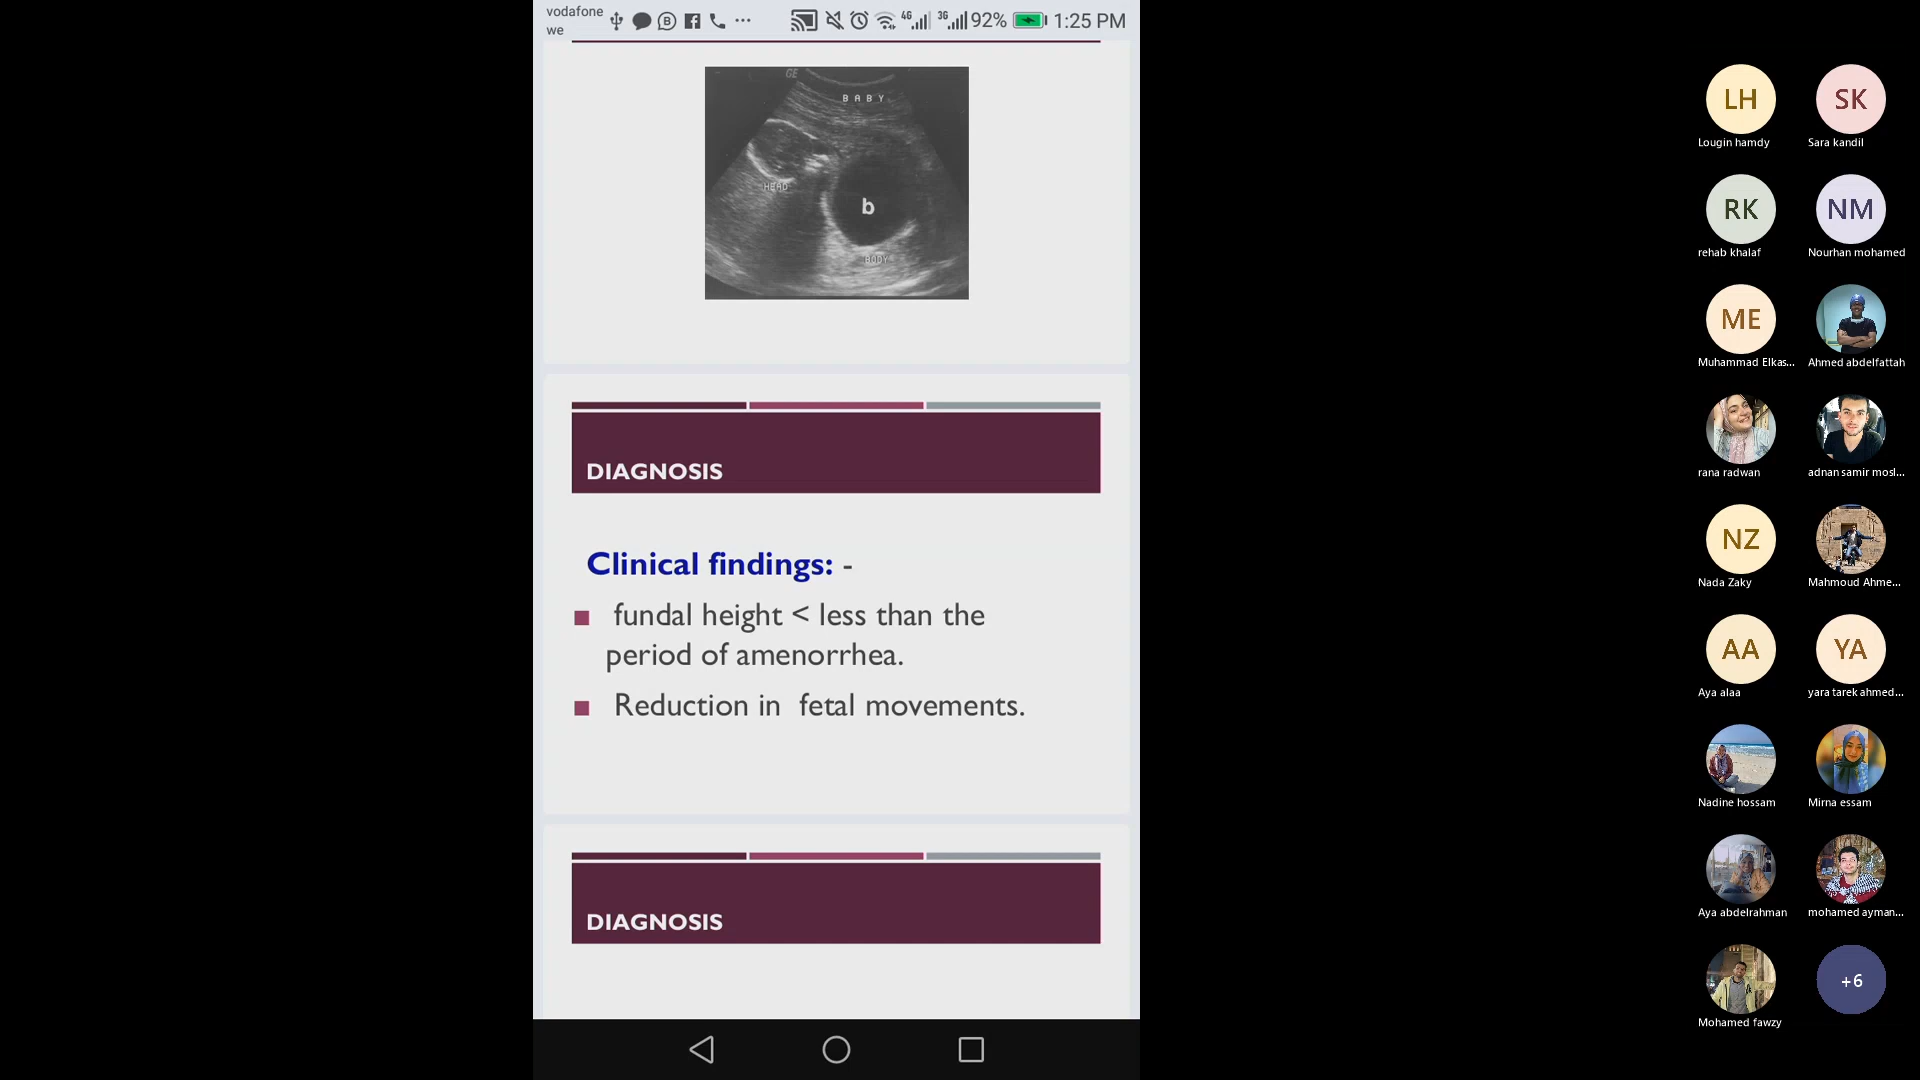 vodafone
we
4G
3G
92%
1:25 PM
GE
BABY
HEAD
b
BODY
DIAGNOSIS
Clinical findings: -
fundal height < less than the
period of amenorrhea.
Reduction in fetal movements.
DIAGNOSIS
LH
SK
Lougin hamdy
Sara kandil
RK
NM
rehab khalaf
Nourhan mohamed
ME
Muhammad Elkas...
Ahmed abdelfattah
rana radwan
adnan samir mosl...
NZ
Nada Zaky
Mahmoud Ahme...
AA
YA
Aya alaa
yara tarek ahmed...
Nadine hossam
Mirna essam
Aya abdelrahman
mohamed ayman...
+6
Mohamed fawzy